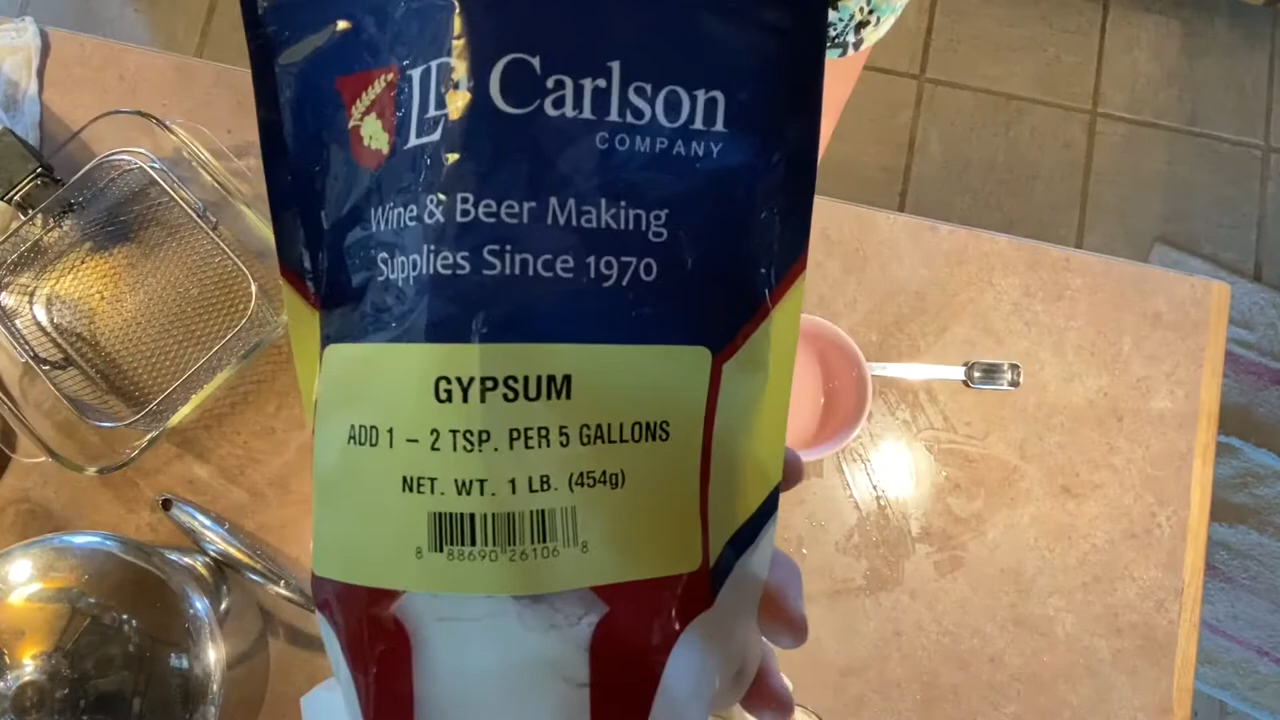 LD Carlson
COMPANY
Wine & Beer Making
Supplies Since 1970
GYPSUM
ADD 1 – 2 TSP. PER 5 GALLONS
NET. WT. 1 LB. (454g)
8 88690 26106 8